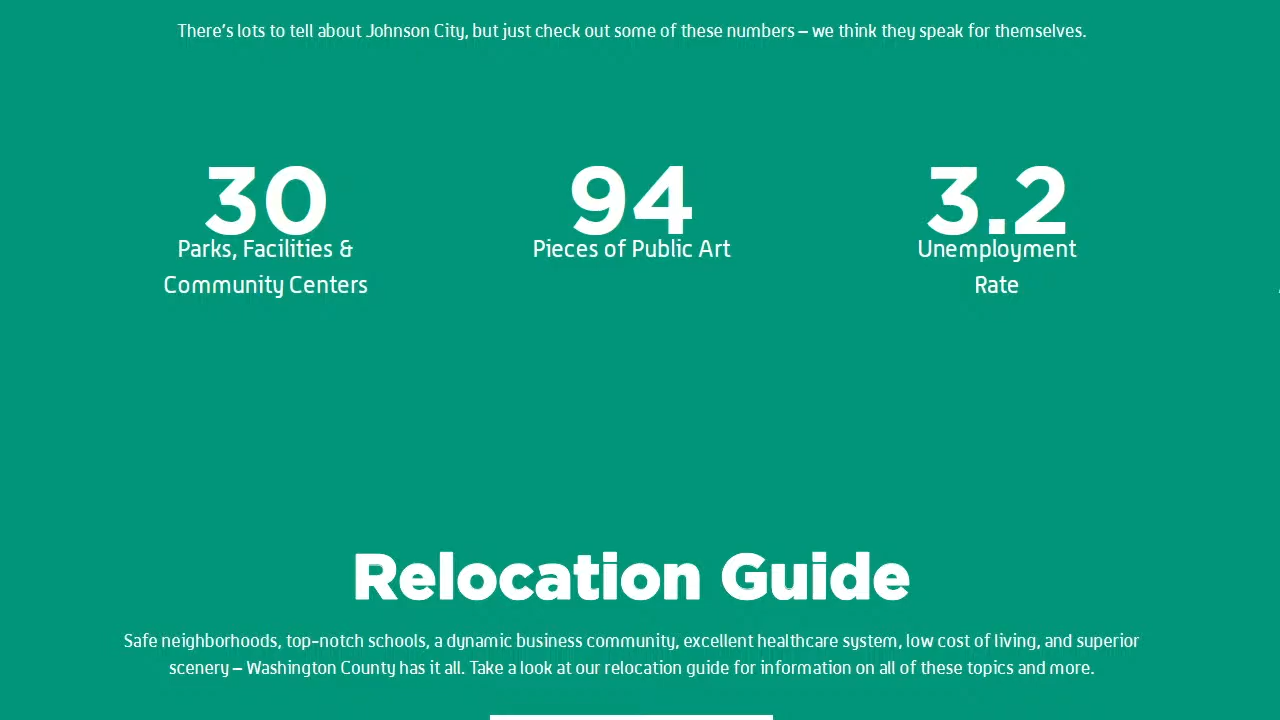 There's lots to tell about Johnson City, but just check out some of these numbers – we think they speak for themselves.
30
Parks, Facilities &
Community Centers
94
Pieces of Public Art
3.2
Unemployment
Rate
Relocation Guide
Safe neighborhoods, top-notch schools, a dynamic business community, excellent healthcare system, low cost of living, and superior
scenery – Washington County has it all. Take a look at our relocation guide for information on all of these topics and more.